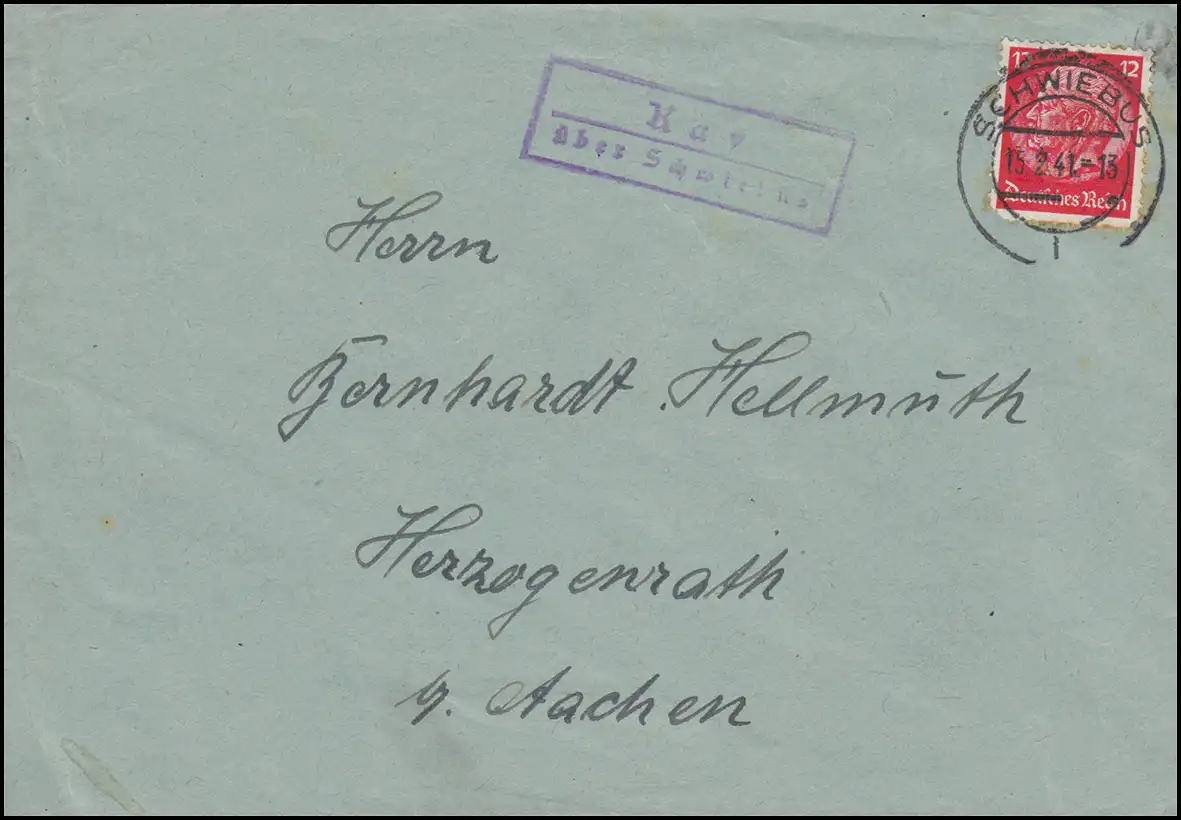 Kay
über Schwiebus
12 12
SCHWIEBUS
15.2.41.-13
1
Deutsches Reich
Herrn
Bernhardt Hellmuth
Herzogenrath
b. Aachen